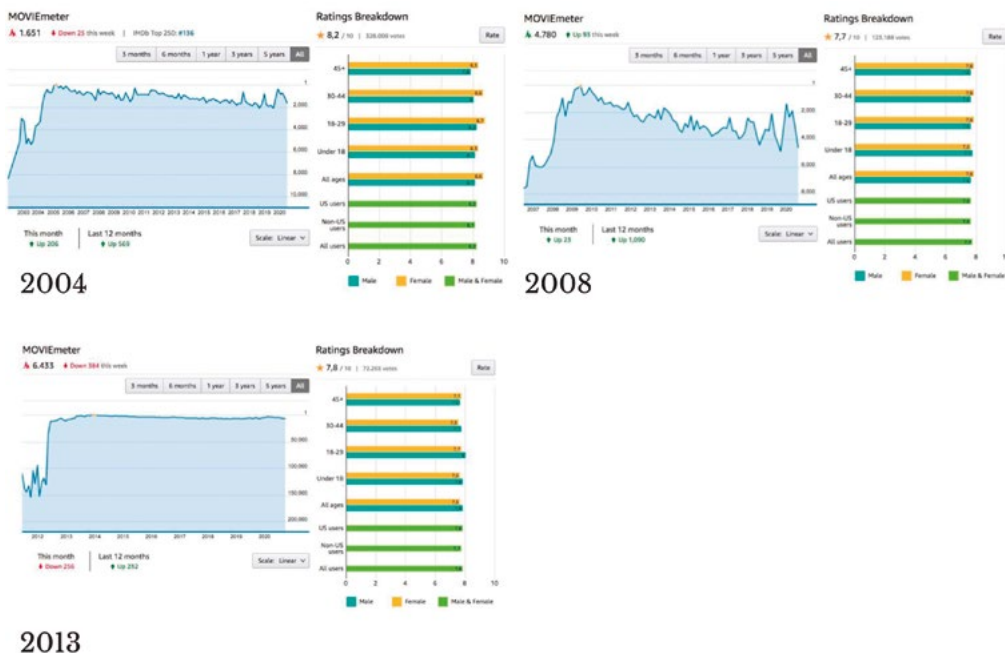 MOVIEmeter
1.651 Down 25 this week | IMDb Top 250: #136
3 months 6 months 1 year 3 years 5 years All
1
2,000
4,000
6,000
8,000
10,000
2003 2004 2005 2006 2007 2008 2009 2010 2011 2012 2013 2014 2015 2016 2017 2018 2019 2020
This month
Up 206
Last 12 months
Up 569
Scale: Linear
2004
Ratings Breakdown
8,2 / 10 | votes
Rate
45+
30-44
18-29
Under 18
All ages
US users
Non-US users
All users
0 2 4 6 8 10
Male Female Male & Female
MOVIEmeter
4.780 Up 95 this week
3 months 6 months 1 year 3 years 5 years All
1
2,000
4,000
6,000
8,000
2007 2008 2009 2010 2011 2012 2013 2014 2015 2016 2017 2018 2019 2020
This month
Up 23
Last 12 months
Up 1,090
Scale: Linear
2008
Ratings Breakdown
7,7 / 10 | votes
Rate
45+
30-44
18-29
Under 18
All ages
US users
Non-US users
All users
0 2 4 6 8
Male Female Male & Female
MOVIEmeter
6.433 Down 384 this week
3 months 6 months 1 year 3 years 5 years All
1
50,000
100,000
150,000
200,000
2012 2013 2014 2015 2016 2017 2018 2019 2020
This month
Down 256
Last 12 months
Up 252
Scale: Linear
2013
Ratings Breakdown
7,8 / 10 | votes
Rate
45+
30-44
18-29
Under 18
All ages
US users
Non-US users
All users
0 2 4 6 8 10
Male Female Male & Female